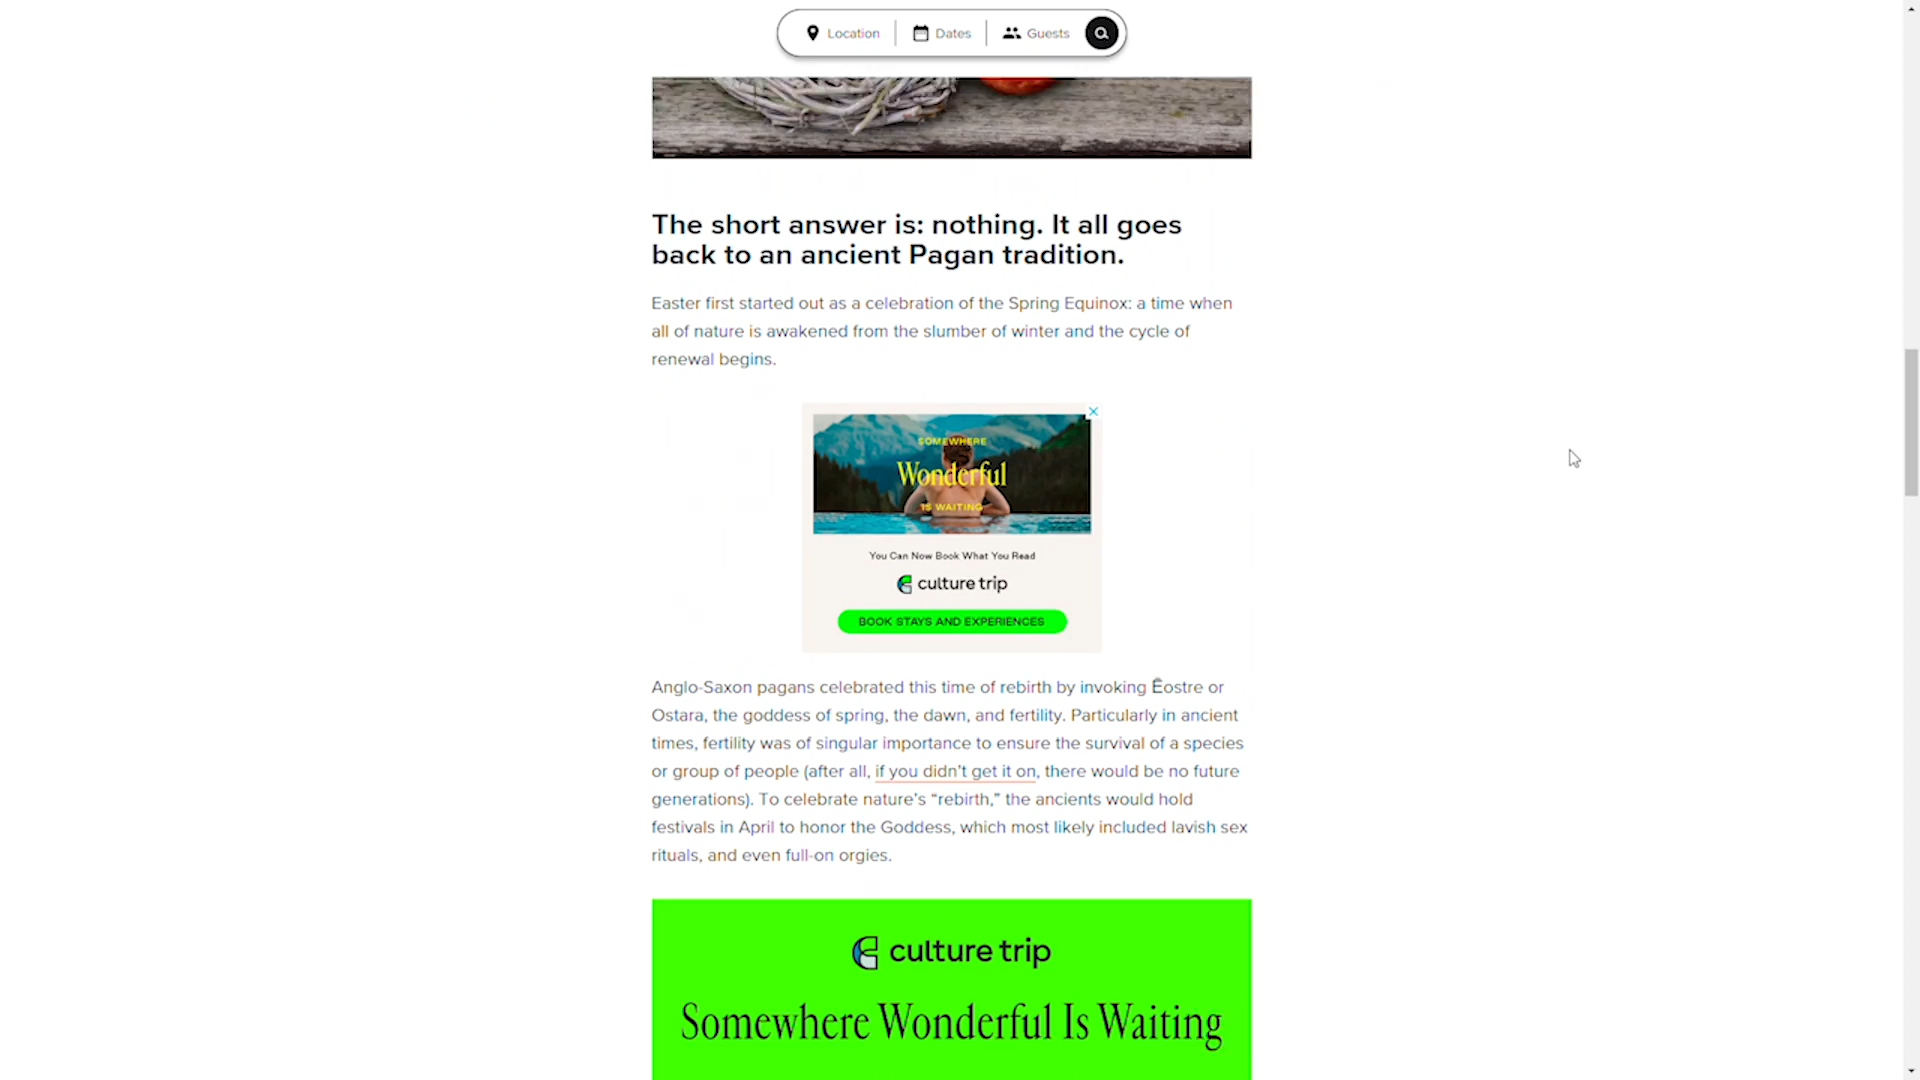 Location
Dates
Guests
The short answer is: nothing. It all goes
back to an ancient Pagan tradition.
Easter first started out as a celebration of the Spring Equinox: a time when
all of nature is awakened from the slumber of winter and the cycle of
renewal begins.
SOMEWHERE
Wonderful
IS WAITING
You Can Now Book What You Read
culture trip
BOOK STAYS AND EXPERIENCES
Anglo-Saxon pagans celebrated this time of rebirth by invoking Ēostre or
Ostara, the goddess of spring, the dawn, and fertility. Particularly in ancient
times, fertility was of singular importance to ensure the survival of a species
or group of people (after all, if you didn’t get it on, there would be no future
generations). To celebrate nature’s “rebirth,” the ancients would hold
festivals in April to honor the Goddess, which most likely included lavish sex
rituals, and even full-on orgies.
culture trip
Somewhere Wonderful Is Waiting